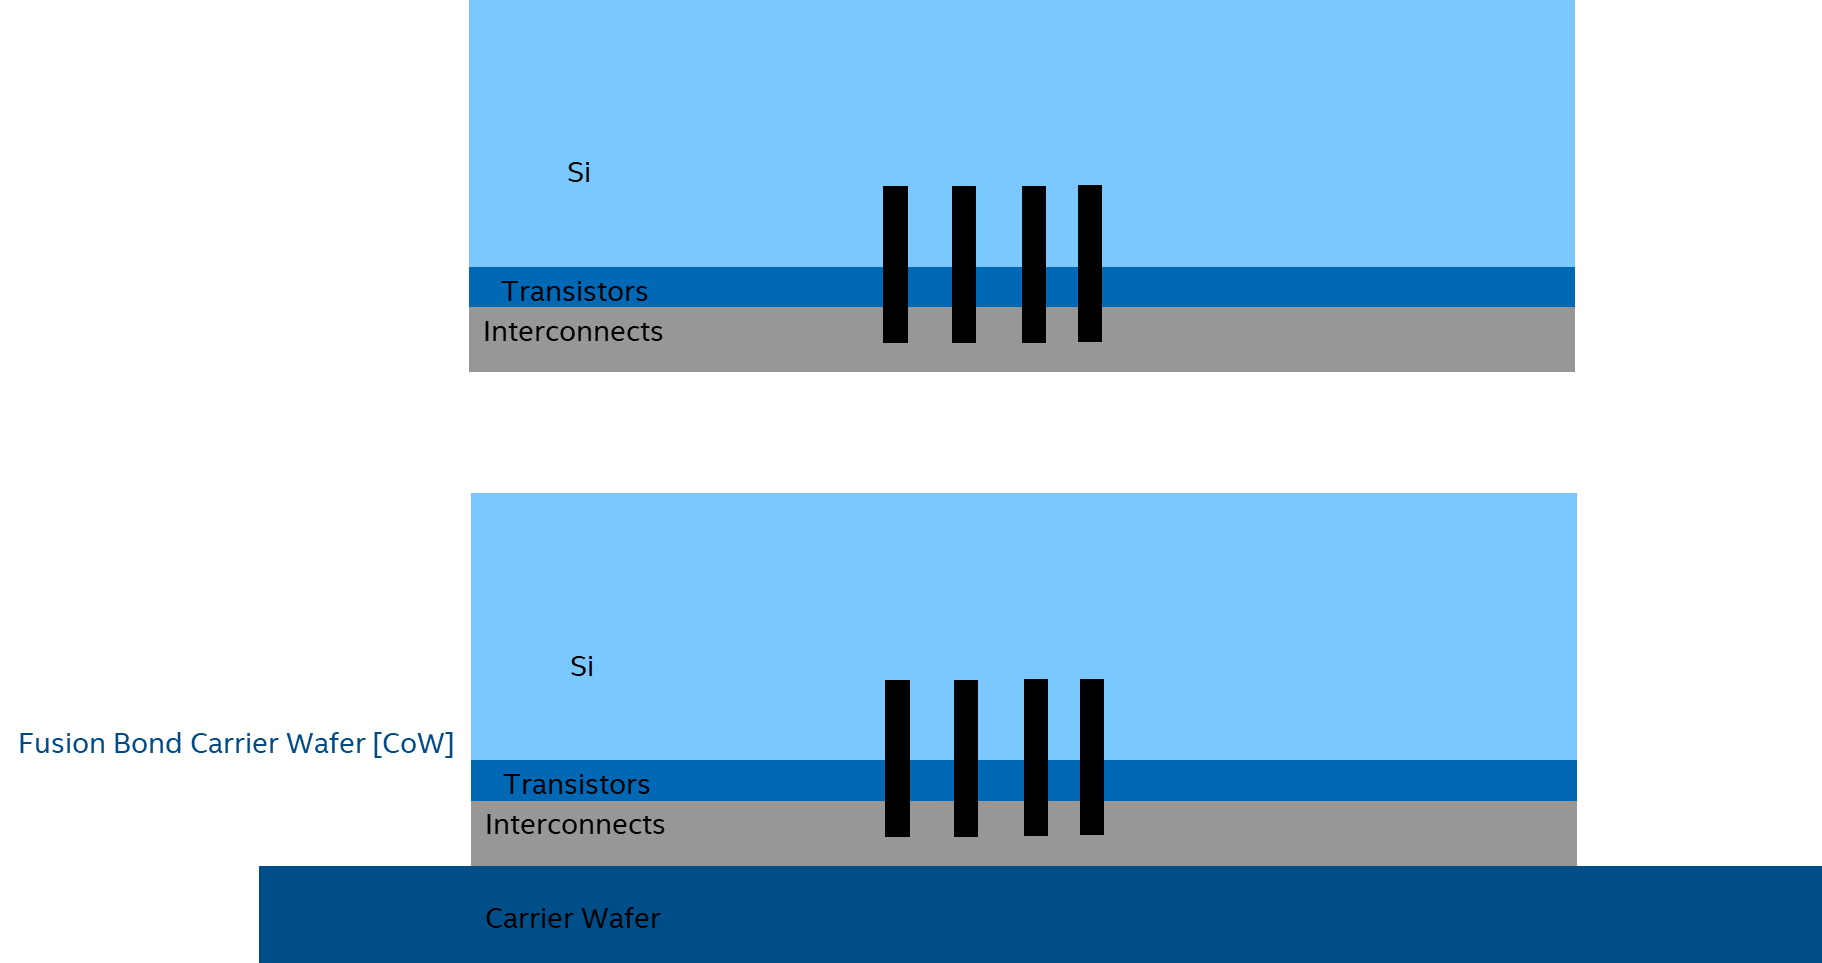 Si
Transistors
Interconnects
Si
Fusion Bond Carrier Wafer [CoW]
Transistors
Interconnects
Carrier Wafer